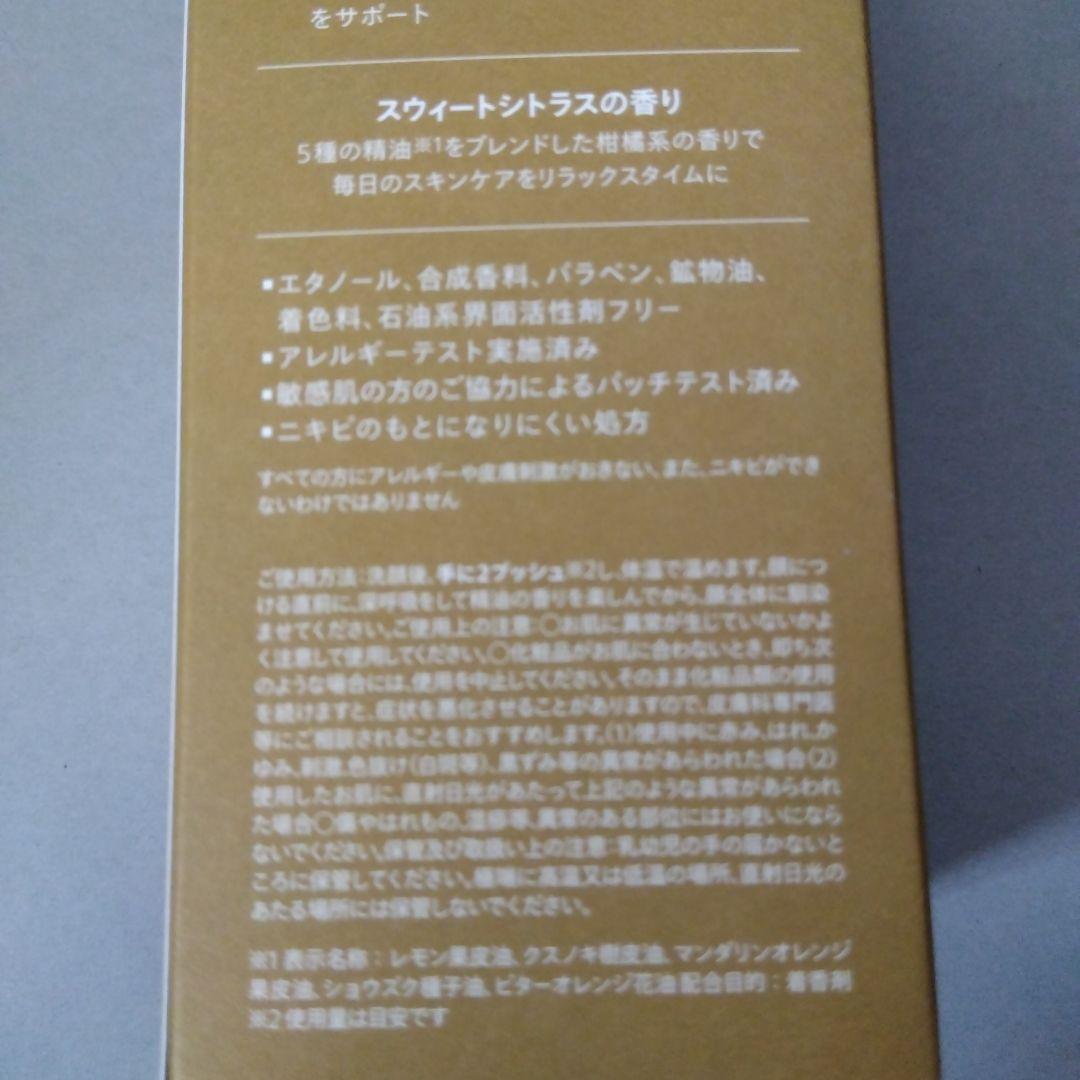 をサポート
スウィートシトラスの香り
5種の精油※1をブレンドした柑橘系の香りで
毎日のスキンケアをリラックスタイムに
▪エタノール、合成香料、パラベン、鉱物油、
着色料、石油系界面活性剤フリー
▪アレルギーテスト実施済み
▪敏感肌の方のご協力によるパッチテスト済み
▪ニキビのもとになりにくい処方
すべての方にアレルギーや皮膚刺激がおきない、また、ニキビができ
ないわけではありません
ご使用方法：洗顔後、手に2プッシュ※2し、体温で温めます。顔につ
ける直前に、深呼吸をして精油の香りを楽しんでから、顔全体に馴染
ませてください。ご使用上の注意：〇お肌に異常が生じていないかよ
く注意して使用してください。〇化粧品がお肌に合わないとき、即ち次
のような場合には、使用を中止してください。そのまま化粧品類の使用
を続けますと、症状を悪化させることがありますので、皮膚科専門医
等にご相談されることをおすすめします。(1)使用中に赤み、はれ、か
ゆみ、刺激、色抜け(白斑等)、黒ずみ等の異常があらわれた場合(2)
使用したお肌に、直射日光があたって上記のような異常があらわれ
た場合〇傷やはれもの、湿疹等、異常のある部位にはお使いになら
ないでください。保管及び取扱い上の注意：乳幼児の手の届かないと
ころに保管してください。極端に高温又は低温の場所、直射日光の
あたる場所には保管しないでください。
※1 表示名称：レモン果皮油、クスノキ樹皮油、マンダリンオレンジ
果皮油、ショウズク種子油、ビターオレンジ花油 配合目的：着香剤
※2 使用量は目安です